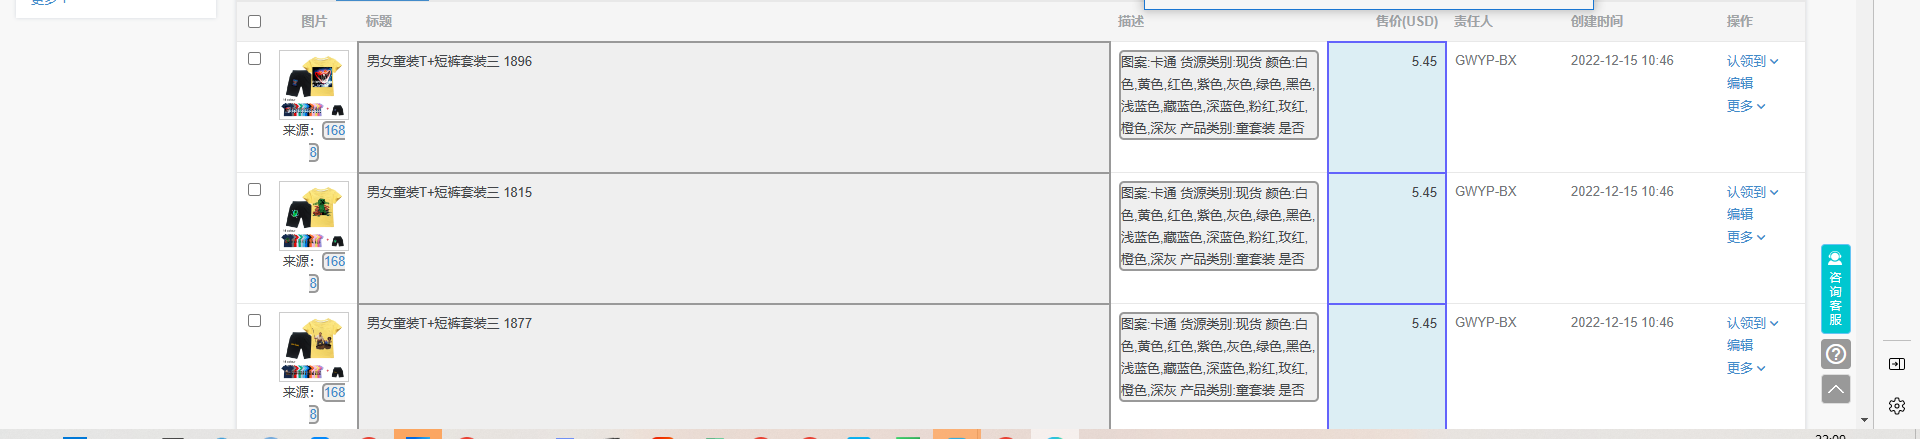 图片 标题 描述 售价(USD) 责任人 创建时间 操作
男女童装T+短裤套装三 1896
图案:卡通 货源类别:现货 颜色:白
色,黄色,红色,紫色,灰色,绿色,黑色,
浅蓝色,藏蓝色,深蓝色,粉红,玫红,
橙色,深灰 产品类别:童套装 是否
5.45
GWYP-BX
2022-12-15 10:46
认领到
编辑
更多
来源：168
8
男女童装T+短裤套装三 1815
图案:卡通 货源类别:现货 颜色:白
色,黄色,红色,紫色,灰色,绿色,黑色,
浅蓝色,藏蓝色,深蓝色,粉红,玫红,
橙色,深灰 产品类别:童套装 是否
5.45
GWYP-BX
2022-12-15 10:46
认领到
编辑
更多
来源：168
8
男女童装T+短裤套装三 1877
图案:卡通 货源类别:现货 颜色:白
色,黄色,红色,紫色,灰色,绿色,黑色,
浅蓝色,藏蓝色,深蓝色,粉红,玫红,
橙色,深灰 产品类别:童套装 是否
5.45
GWYP-BX
2022-12-15 10:46
认领到
编辑
更多
来源：168
8
咨
询
客
服